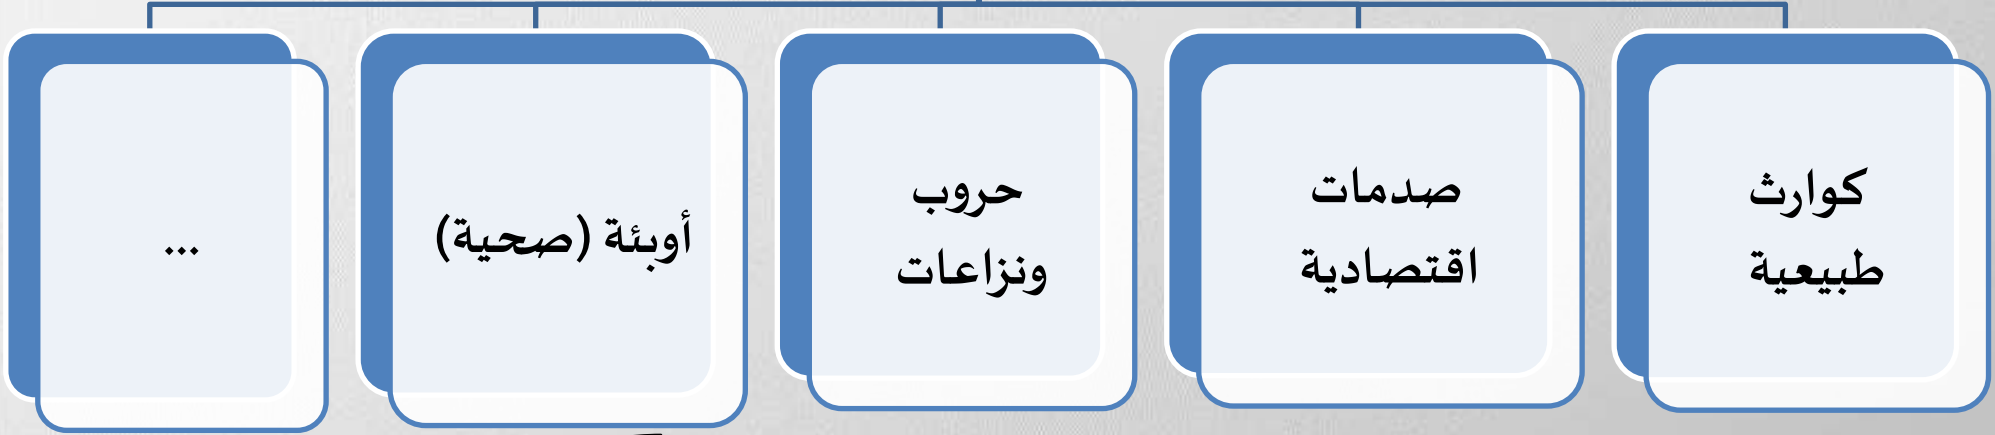 كوارث
طبيعية
صدمات
اقتصادية
حروب
ونزاعات
أوبئة (صحية)
...